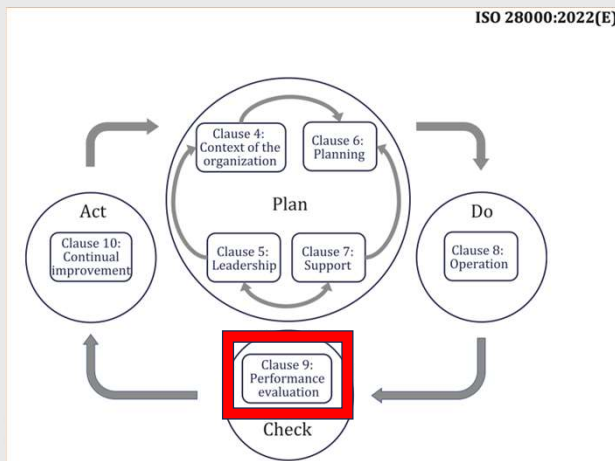 ISO 28000:2022(E)
Clause 4:
Context of the
organization
Clause 6:
Planning
Plan
Clause 5:
Leadership
Clause 7:
Support
Act
Clause 10:
Continual
improvement
Do
Clause 8:
Operation
Clause 9:
Performance
evaluation
Check